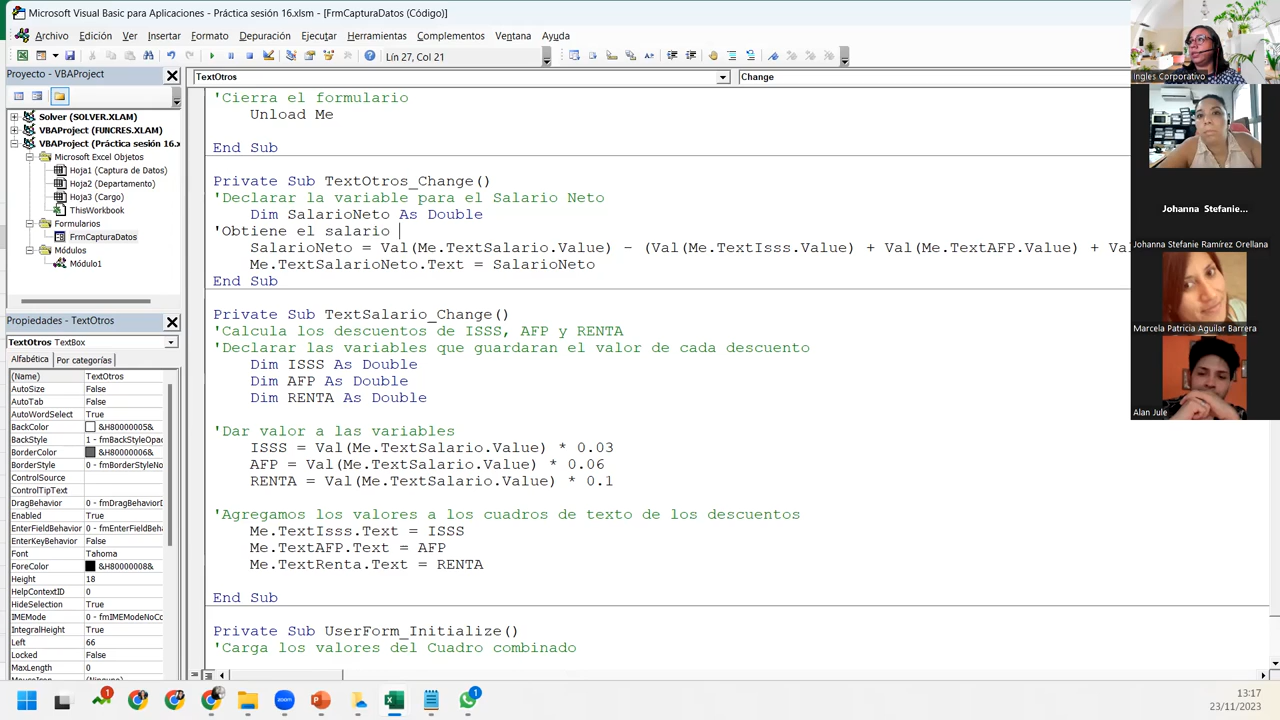 Microsoft Visual Basic para Aplicaciones - Práctica sesión 16.xlsm - [FrmCapturaDatos (Código)]
Archivo Edición Ver Insertar Formato Depuración Ejecutar Herramientas Complementos Ventana Ayuda
Lín 27, Col 21
Proyecto - VBAProject
TextOtros
Change
Solver (SOLVER.XLAM)
VBAProject (FUNCRES.XLAM)
VBAProject (Práctica sesión 16.x
Microsoft Excel Objetos
Hoja1 (Captura de Datos)
Hoja2 (Departamento)
Hoja3 (Cargo)
ThisWorkbook
Formularios
FrmCapturaDatos
Módulos
Módulo1
Propiedades - TextOtros
TextOtros TextBox
Alfabética Por categorías
(Name) TextOtros
AutoSize False
AutoTab False
AutoWordSelect True
BackColor &H80000005&
BackStyle 1 - fmBackStyleOpac
BorderColor &H80000006&
BorderStyle 0 - fmBorderStyleNo
ControlSource
ControlTipText
DragBehavior 0 - fmDragBehaviorD
Enabled True
EnterFieldBehavior 0 - fmEnterFieldBeha
EnterKeyBehavior False
Font Tahoma
ForeColor &H80000008&
Height 18
HelpContextID 0
HideSelection True
IMEMode 0 - fmIMEModeNoCo
IntegralHeight True
Left 66
Locked False
MaxLength 0
'Cierra el formulario
Unload Me
End Sub
Private Sub TextOtros_Change()
'Declarar la variable para el Salario Neto
Dim SalarioNeto As Double
'Obtiene el salario
SalarioNeto = Val(Me.TextSalario.Value) - (Val(Me.TextIsss.Value) + Val(Me.TextAFP.Value) + Va
Me.TextSalarioNeto.Text = SalarioNeto
End Sub
Private Sub TextSalario_Change()
'Calcula los descuentos de ISSS, AFP y RENTA
'Declarar las variables que guardaran el valor de cada descuento
Dim ISSS As Double
Dim AFP As Double
Dim RENTA As Double
'Dar valor a las variables
ISSS = Val(Me.TextSalario.Value) * 0.03
AFP = Val(Me.TextSalario.Value) * 0.06
RENTA = Val(Me.TextSalario.Value) * 0.1
'Agregamos los valores a los cuadros de texto de los descuentos
Me.TextIsss.Text = ISSS
Me.TextAFP.Text = AFP
Me.TextRenta.Text = RENTA
End Sub
Private Sub UserForm_Initialize()
'Carga los valores del Cuadro combinado
Ingles Corporativo
Johanna Stefanie...
Johanna Stefanie Ramírez Orellana
Marcela Patricia Aguilar Barrera
Alan Jule
1
zoom
1
13:17
23/11/2023